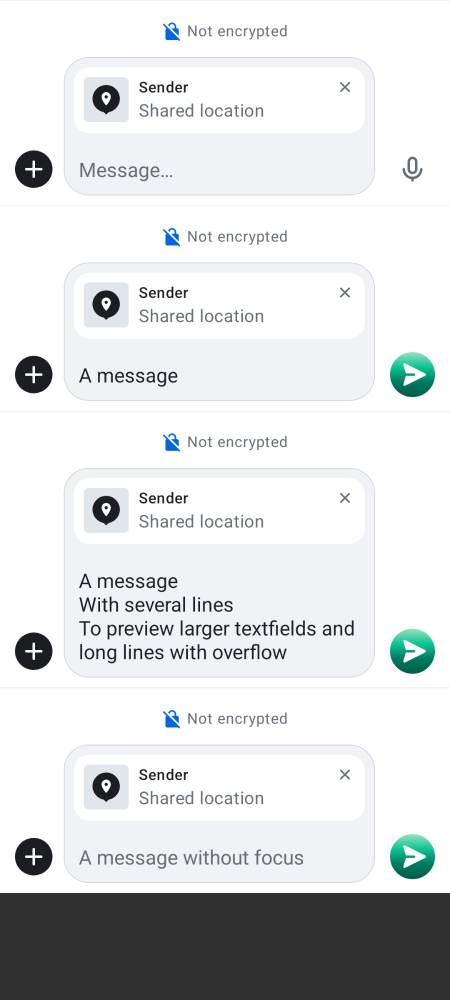 Not encrypted
Sender
Shared location
Message…
Not encrypted
Sender
Shared location
A message
Not encrypted
Sender
Shared location
A message
With several lines
To preview larger textfields and
long lines with overflow
Not encrypted
Sender
Shared location
A message without focus